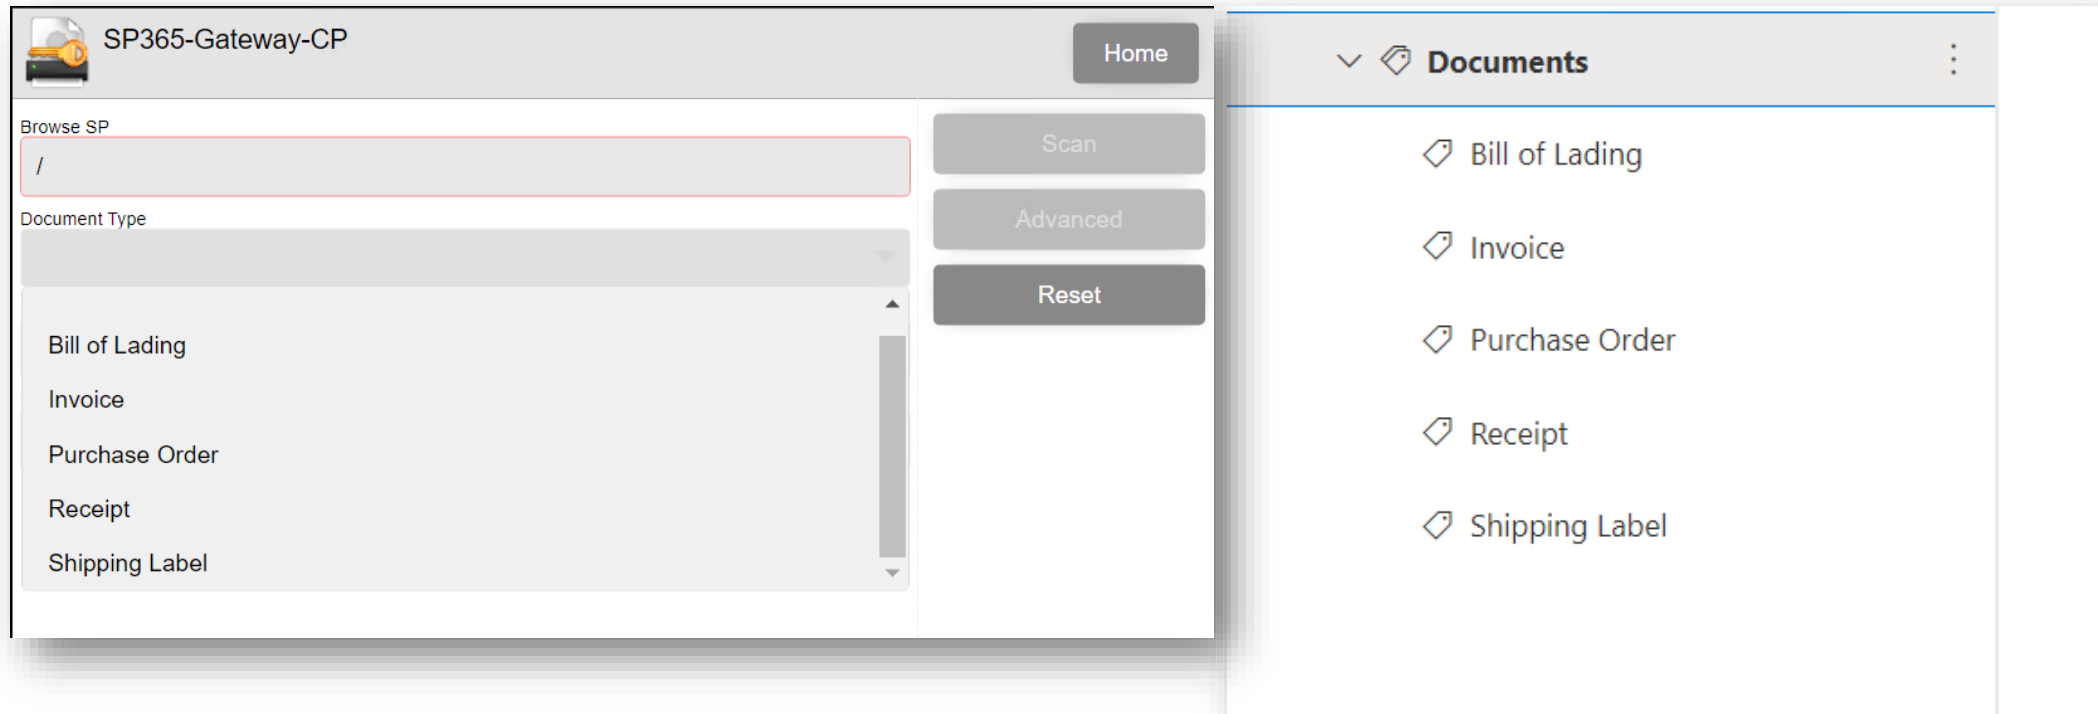 SP365-Gateway-CP
Home
Browse SP
/
Document Type
Bill of Lading
Invoice
Purchase Order
Receipt
Shipping Label
Scan
Advanced
Reset
Documents
Bill of Lading
Invoice
Purchase Order
Receipt
Shipping Label